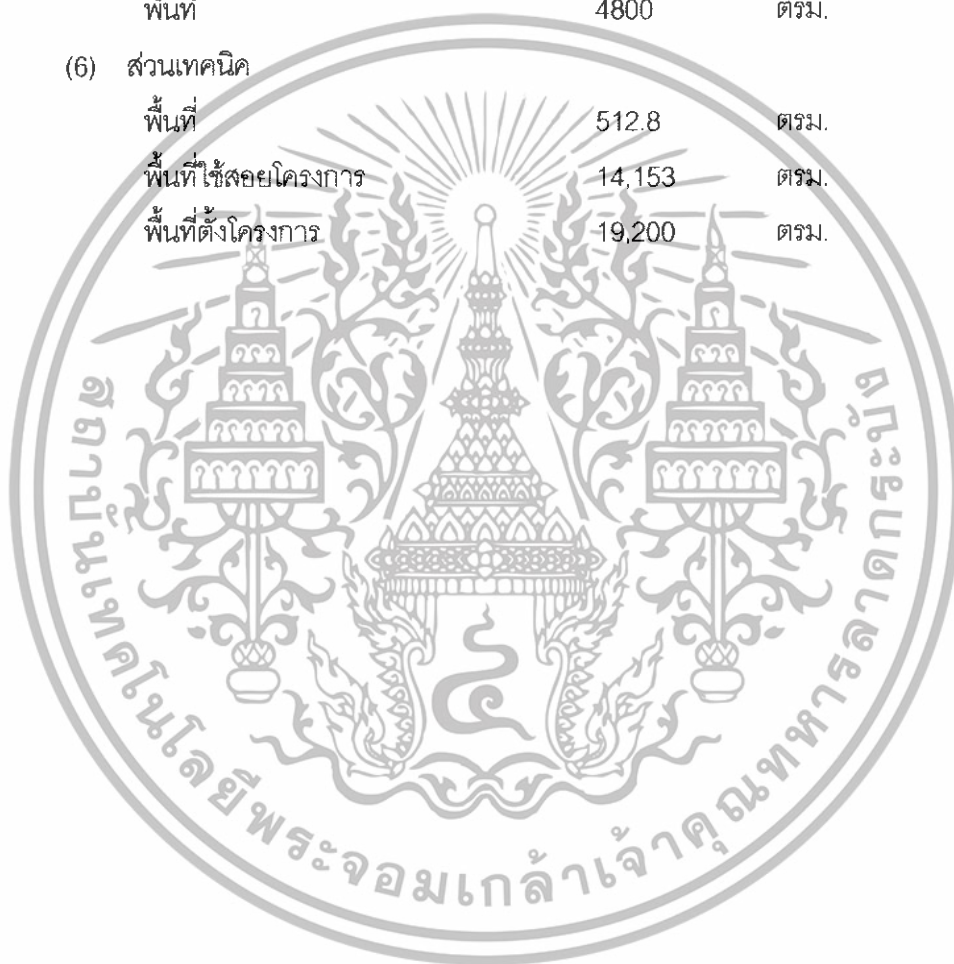 พื้นที่ 4800 ตรม.
(6) ส่วนเทคนิค
พื้นที่ 512.8 ตรม.
พื้นที่ใช้สอยโครงการ 14,153 ตรม.
พื้นที่ตั้งโครงการ 19,200 ตรม.
สถาบันเทคโนโลยีพระจอมเกล้าเจ้าคุณทหารลาดกระบัง